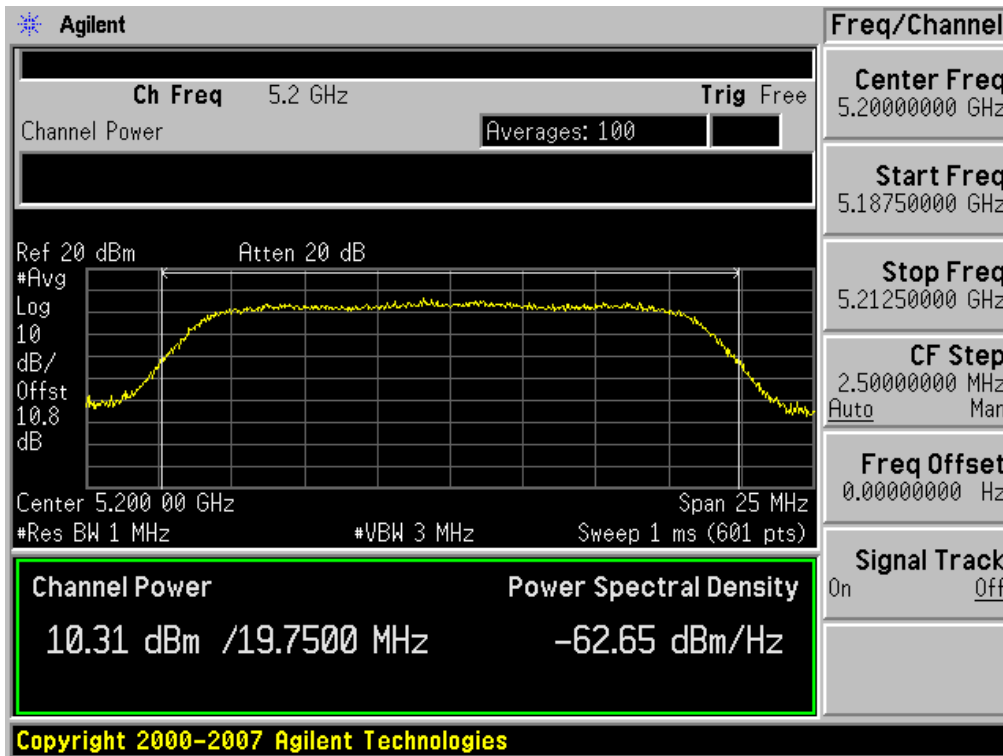 Agilent
Freq/Channel
Ch Freq 5.2 GHz Trig Free
Channel Power Averages: 100
Ref 20 dBm Atten 20 dB
#Avg
Log
10
dB/
Offst
10.8
dB
Center 5.200 00 GHz Span 25 MHz
#Res BW 1 MHz #VBW 3 MHz Sweep 1 ms (601 pts)
Channel Power Power Spectral Density
10.31 dBm /19.7500 MHz -62.65 dBm/Hz
Center Freq
5.20000000 GHz
Start Freq
5.18750000 GHz
Stop Freq
5.21250000 GHz
CF Step
2.50000000 MHz
Auto Man
Freq Offset
0.00000000 Hz
Signal Track
On Off
Copyright 2000-2007 Agilent Technologies